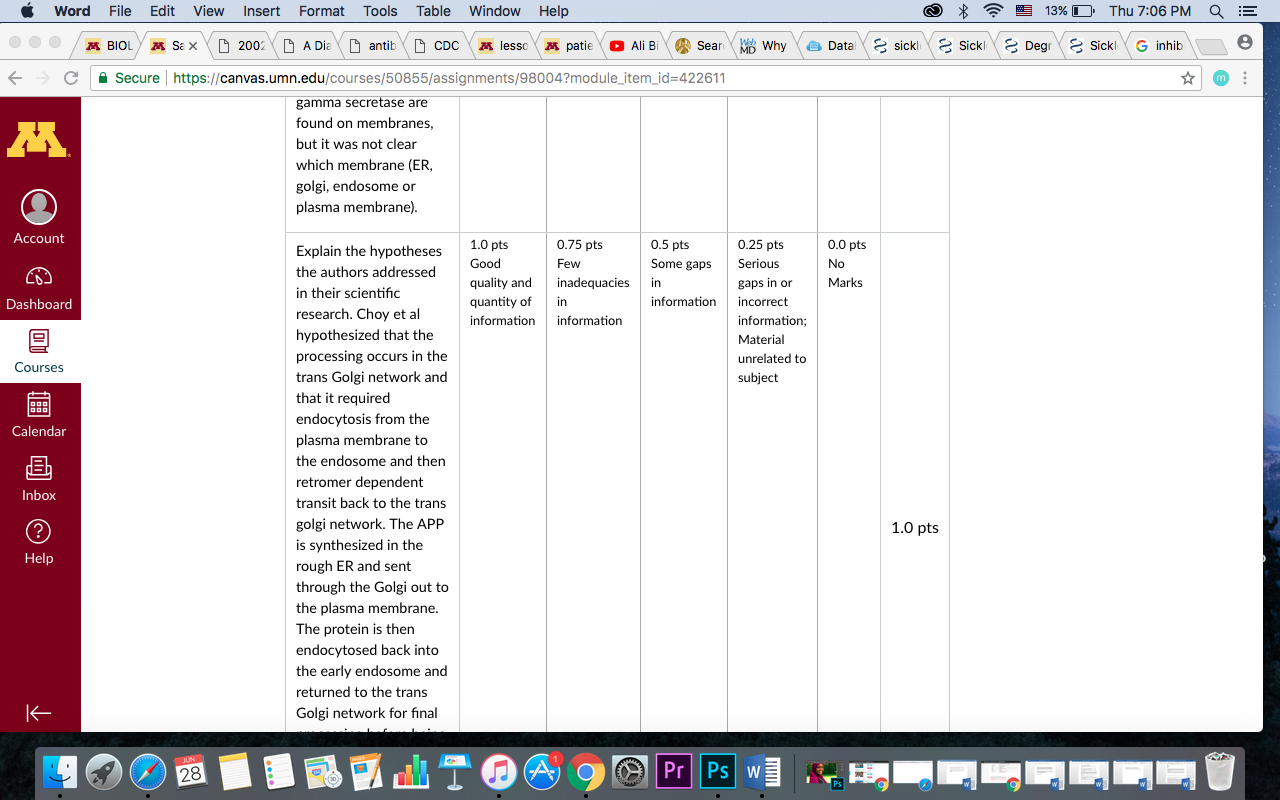 Word File Edit View Insert Format Tools Table Window Help 13% Thu 7:06 PM
BIOL Sa 2002 A Dia antib CDC lesso patie Ali Bi Sear Web MD Why Datal sickl Sickl Degr Sickl G inhib
Secure https://canvas.umn.edu/courses/50855/assignments/98004?module_item_id=422611 m
M
Account
Dashboard
Courses
Calendar
Inbox
Help
gamma secretase are
found on membranes,
but it was not clear
which membrane (ER,
golgi, endosome or
plasma membrane).
Explain the hypotheses
the authors addressed
in their scientific
research. Choy et al
hypothesized that the
processing occurs in the
trans Golgi network and
that it required
endocytosis from the
plasma membrane to
the endosome and then
retromer dependent
transit back to the trans
golgi network. The APP
is synthesized in the
rough ER and sent
through the Golgi out to
the plasma membrane.
The protein is then
endocytosed back into
the early endosome and
returned to the trans
Golgi network for final
1.0 pts
Good
quality and
quantity of
information
0.75 pts
Few
inadequacies
in
information
0.5 pts
Some gaps
in
information
0.25 pts
Serious
gaps in or
incorrect
information;
Material
unrelated to
subject
0.0 pts
No
Marks
1.0 pts
JUN
28
1
Pr Ps W